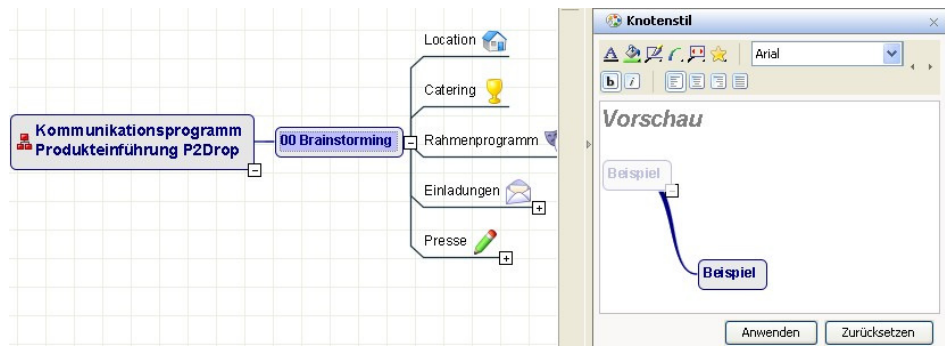 Kommunikationsprogramm
Produkteinführung P2Drop
00 Brainstorming
Location
Catering
Rahmenprogramm
Einladungen
Presse
Knotenstil
Arial
b i
Vorschau
Beispiel
Beispiel
Anwenden Zurücksetzen